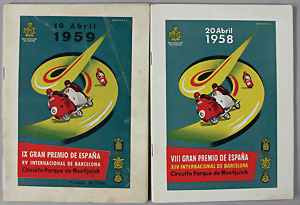 19 Abril
1959
IX GRAN PREMIO DE ESPAÑA
XV INTERNACIONAL DE BARCELONA
Circuito Parque de Montjuich
20 Abril
1958
VIII GRAN PREMIO DE ESPAÑA
XIV INTERNACIONAL DE BARCELONA
Circuito Parque de Montjuich